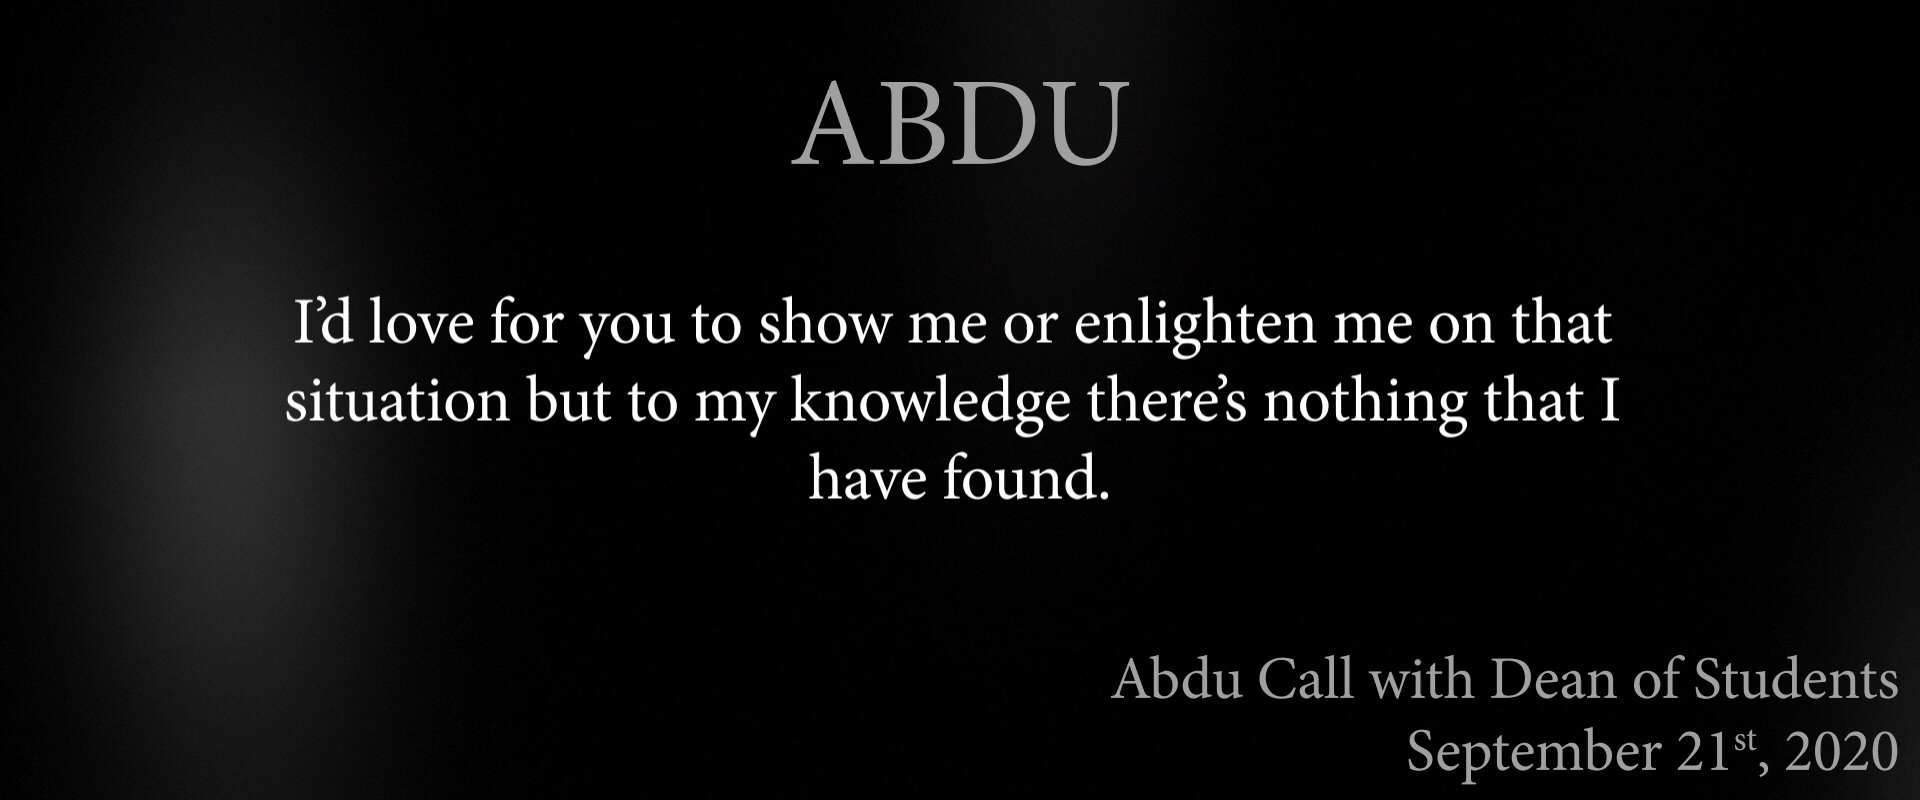 ABDU
I’d love for you to show me or enlighten me on that
situation but to my knowledge there’s nothing that I
have found.
Abdu Call with Dean of Students
September 21st, 2020